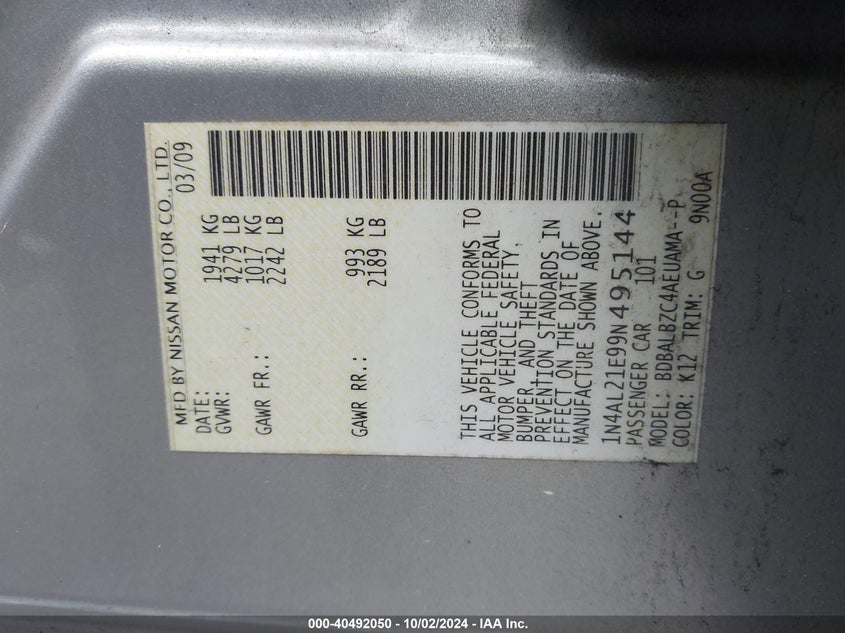 MFD BY NISSAN MOTOR CO., LTD.
DATE: 03/09
GVWR: 1941 KG
4279 LB
GAWR FR.: 1017 KG
2242 LB
GAWR RR.: 993 KG
2189 LB
THIS VEHICLE CONFORMS TO
ALL APPLICABLE FEDERAL
MOTOR VEHICLE SAFETY,
BUMPER, AND THEFT
PREVENTION STANDARDS IN
EFFECT ON THE DATE OF
MANUFACTURE SHOWN ABOVE.
1N4AL21E99N495144
PASSENGER CAR 101
MODEL: BDBALBZC4AEUAMA--P
COLOR: K12 TRIM: G 9N00A
000-40492050 - 10/02/2024 - IAA Inc.